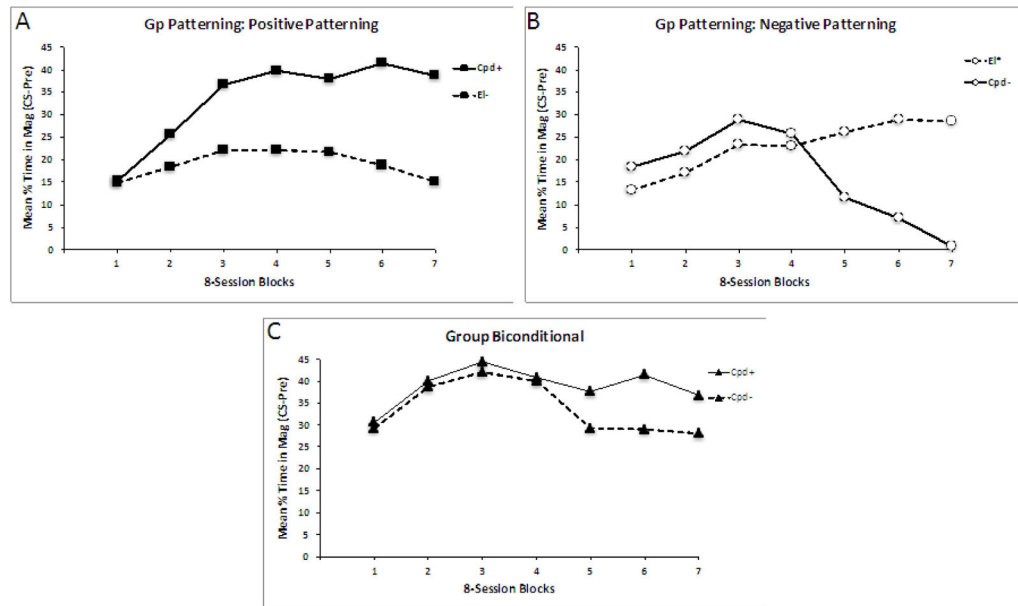 A
Gp Patterning: Positive Patterning
Mean % Time in Mag (CS-Pre)
45
40
35
30
25
20
15
10
5
0
1 2 3 4 5 6 7
8-Session Blocks
Cpd+
El-
B
Gp Patterning: Negative Patterning
Mean % Time in Mag (CS-Pre)
45
40
35
30
25
20
15
10
5
0
1 2 3 4 5 6 7
8-Session Blocks
El+
Cpd-
C
Group Biconditional
Mean % Time in Mag (CS-Pre)
45
40
35
30
25
20
15
10
5
0
1 2 3 4 5 6 7
8-Session Blocks
Cpd+
Cpd-